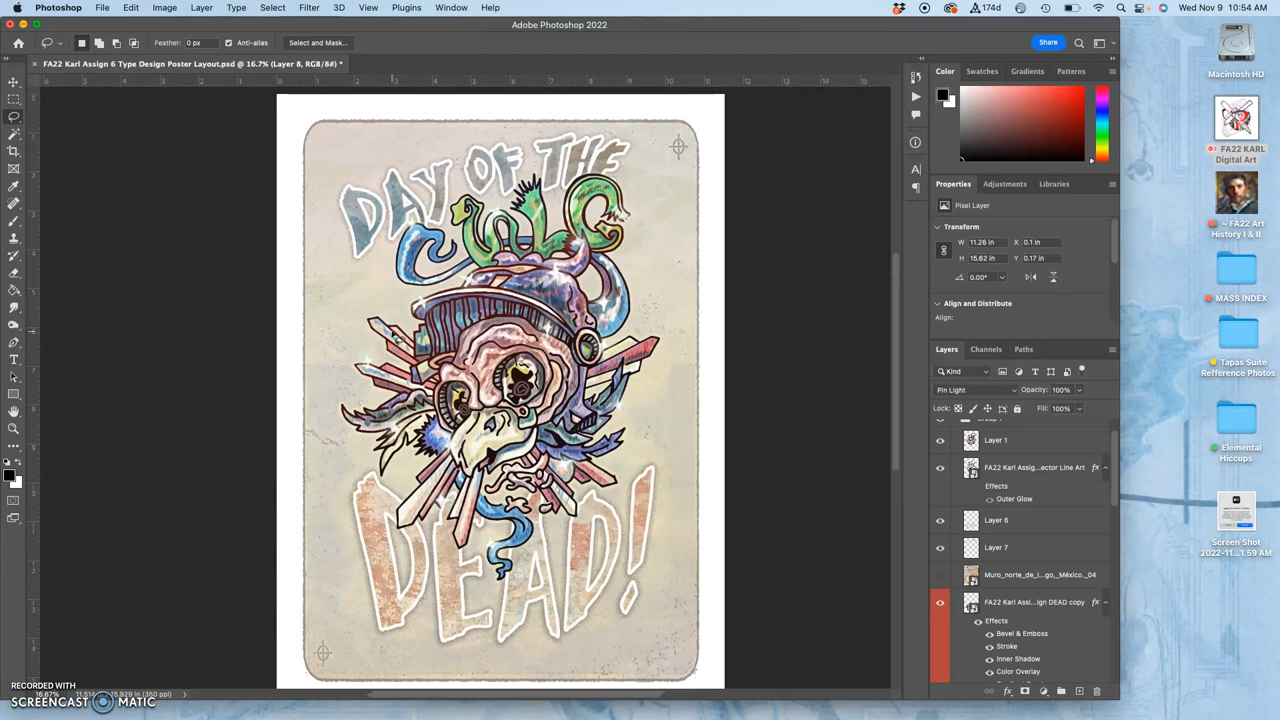 Photoshop File Edit Image Layer Type Select Filter 3D View Plugins Window Help 174d Wed Nov 9 10:54 AM
Adobe Photoshop 2022
Feather: 0 px Anti-alias Select and Mask... Share
FA22 Karl Assign 6 Type Design Poster Layout.psd @ 16.7% (Layer 8, RGB/8#) *
DAY OF THE
DEAD!
Color Swatches Gradients Patterns
Properties Adjustments Libraries
Pixel Layer
Transform
W 11.26 in X 0.1 in
H 15.62 in Y 0.17 in
0.00°
Align and Distribute
Align:
Layers Channels Paths
Kind
Pin Light Opacity: 100%
Lock: Fill: 100%
Layer 1
FA22 Karl Assig...ector Line Art fx
Effects
Outer Glow
Layer 6
Layer 7
Muro_norte_de_l...go,_México._04
FA22 Karl Assi...ign DEAD copy fx
Effects
Bevel & Emboss
Stroke
Inner Shadow
Color Overlay
Macintosh HD
FA22 KARL
Digital Art
~ FA22 Art
History I & II
MASS INDEX
Tapas Suite
Refference Photos
Elemental
Hiccups
Screen Shot
2022-11...1.59 AM
RECORDED WITH
SCREENCAST MATIC